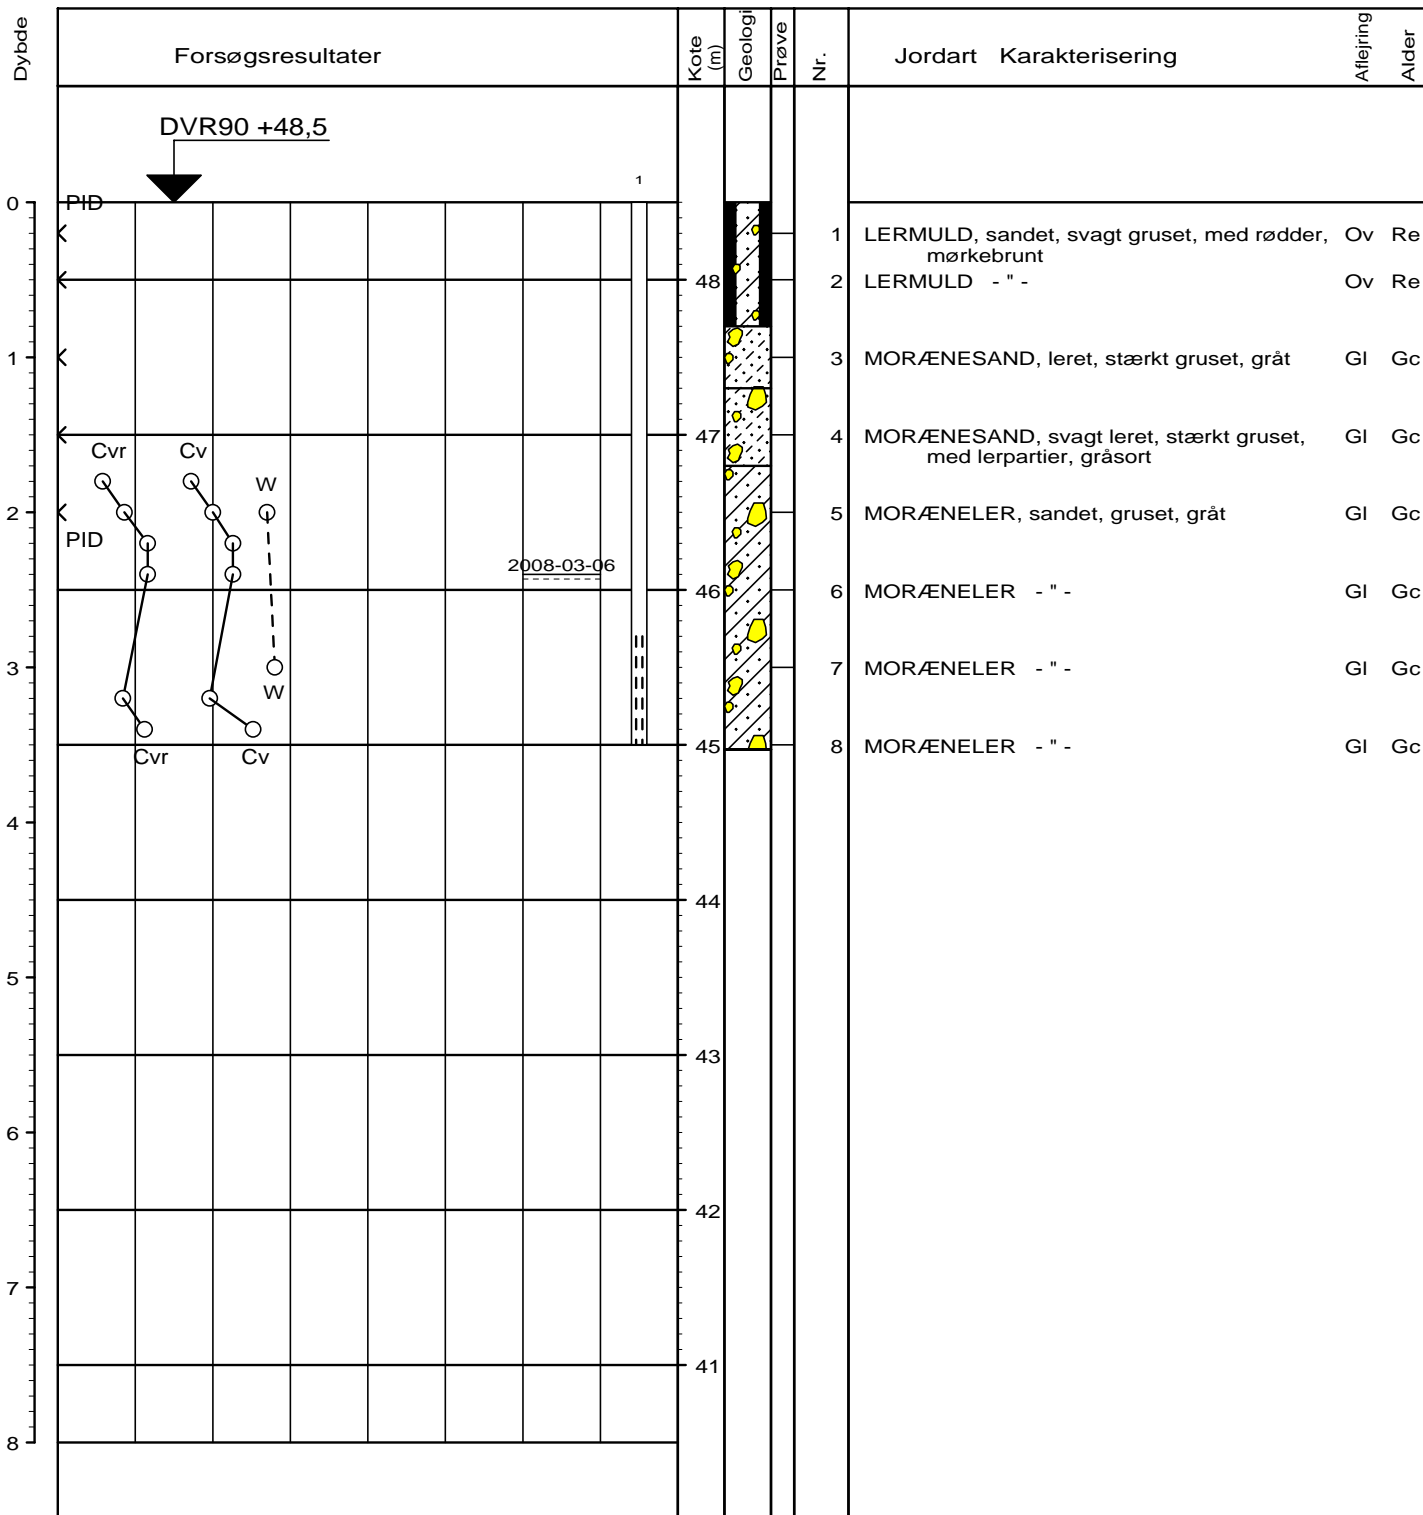 Dybde
Forsøgsresultater
Kote
(m)
Geologi
Prøve
Nr.
Jordart Karakterisering
Aflejring
Alder
DVR90 +48,5
1
0
PID
1 LERMULD, sandet, svagt gruset, med rødder, Ov Re
mørkebrunt
48 2 LERMULD - " - Ov Re
1 3 MORÆNESAND, leret, stærkt gruset, gråt Gl Gc
47 4 MORÆNESAND, svagt leret, stærkt gruset, Gl Gc
med lerpartier, gråsort
Cvr Cv
W
2 5 MORÆNELER, sandet, gruset, gråt Gl Gc
PID
2008-03-06
46 6 MORÆNELER - " - Gl Gc
3 7 MORÆNELER - " - Gl Gc
W
45 8 MORÆNELER - " - Gl Gc
Cvr Cv
4
44
5
43
6
42
7
41
8